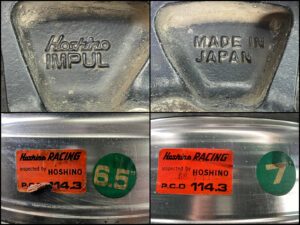 Hoshino
IMPUL
MADE IN
JAPAN
Hoshino RACING
inspected by HOSHINO
P.C.D 114.3
6.5"
Hoshino RACING
inspected by HOSHINO
P.C.D 114.3
7"